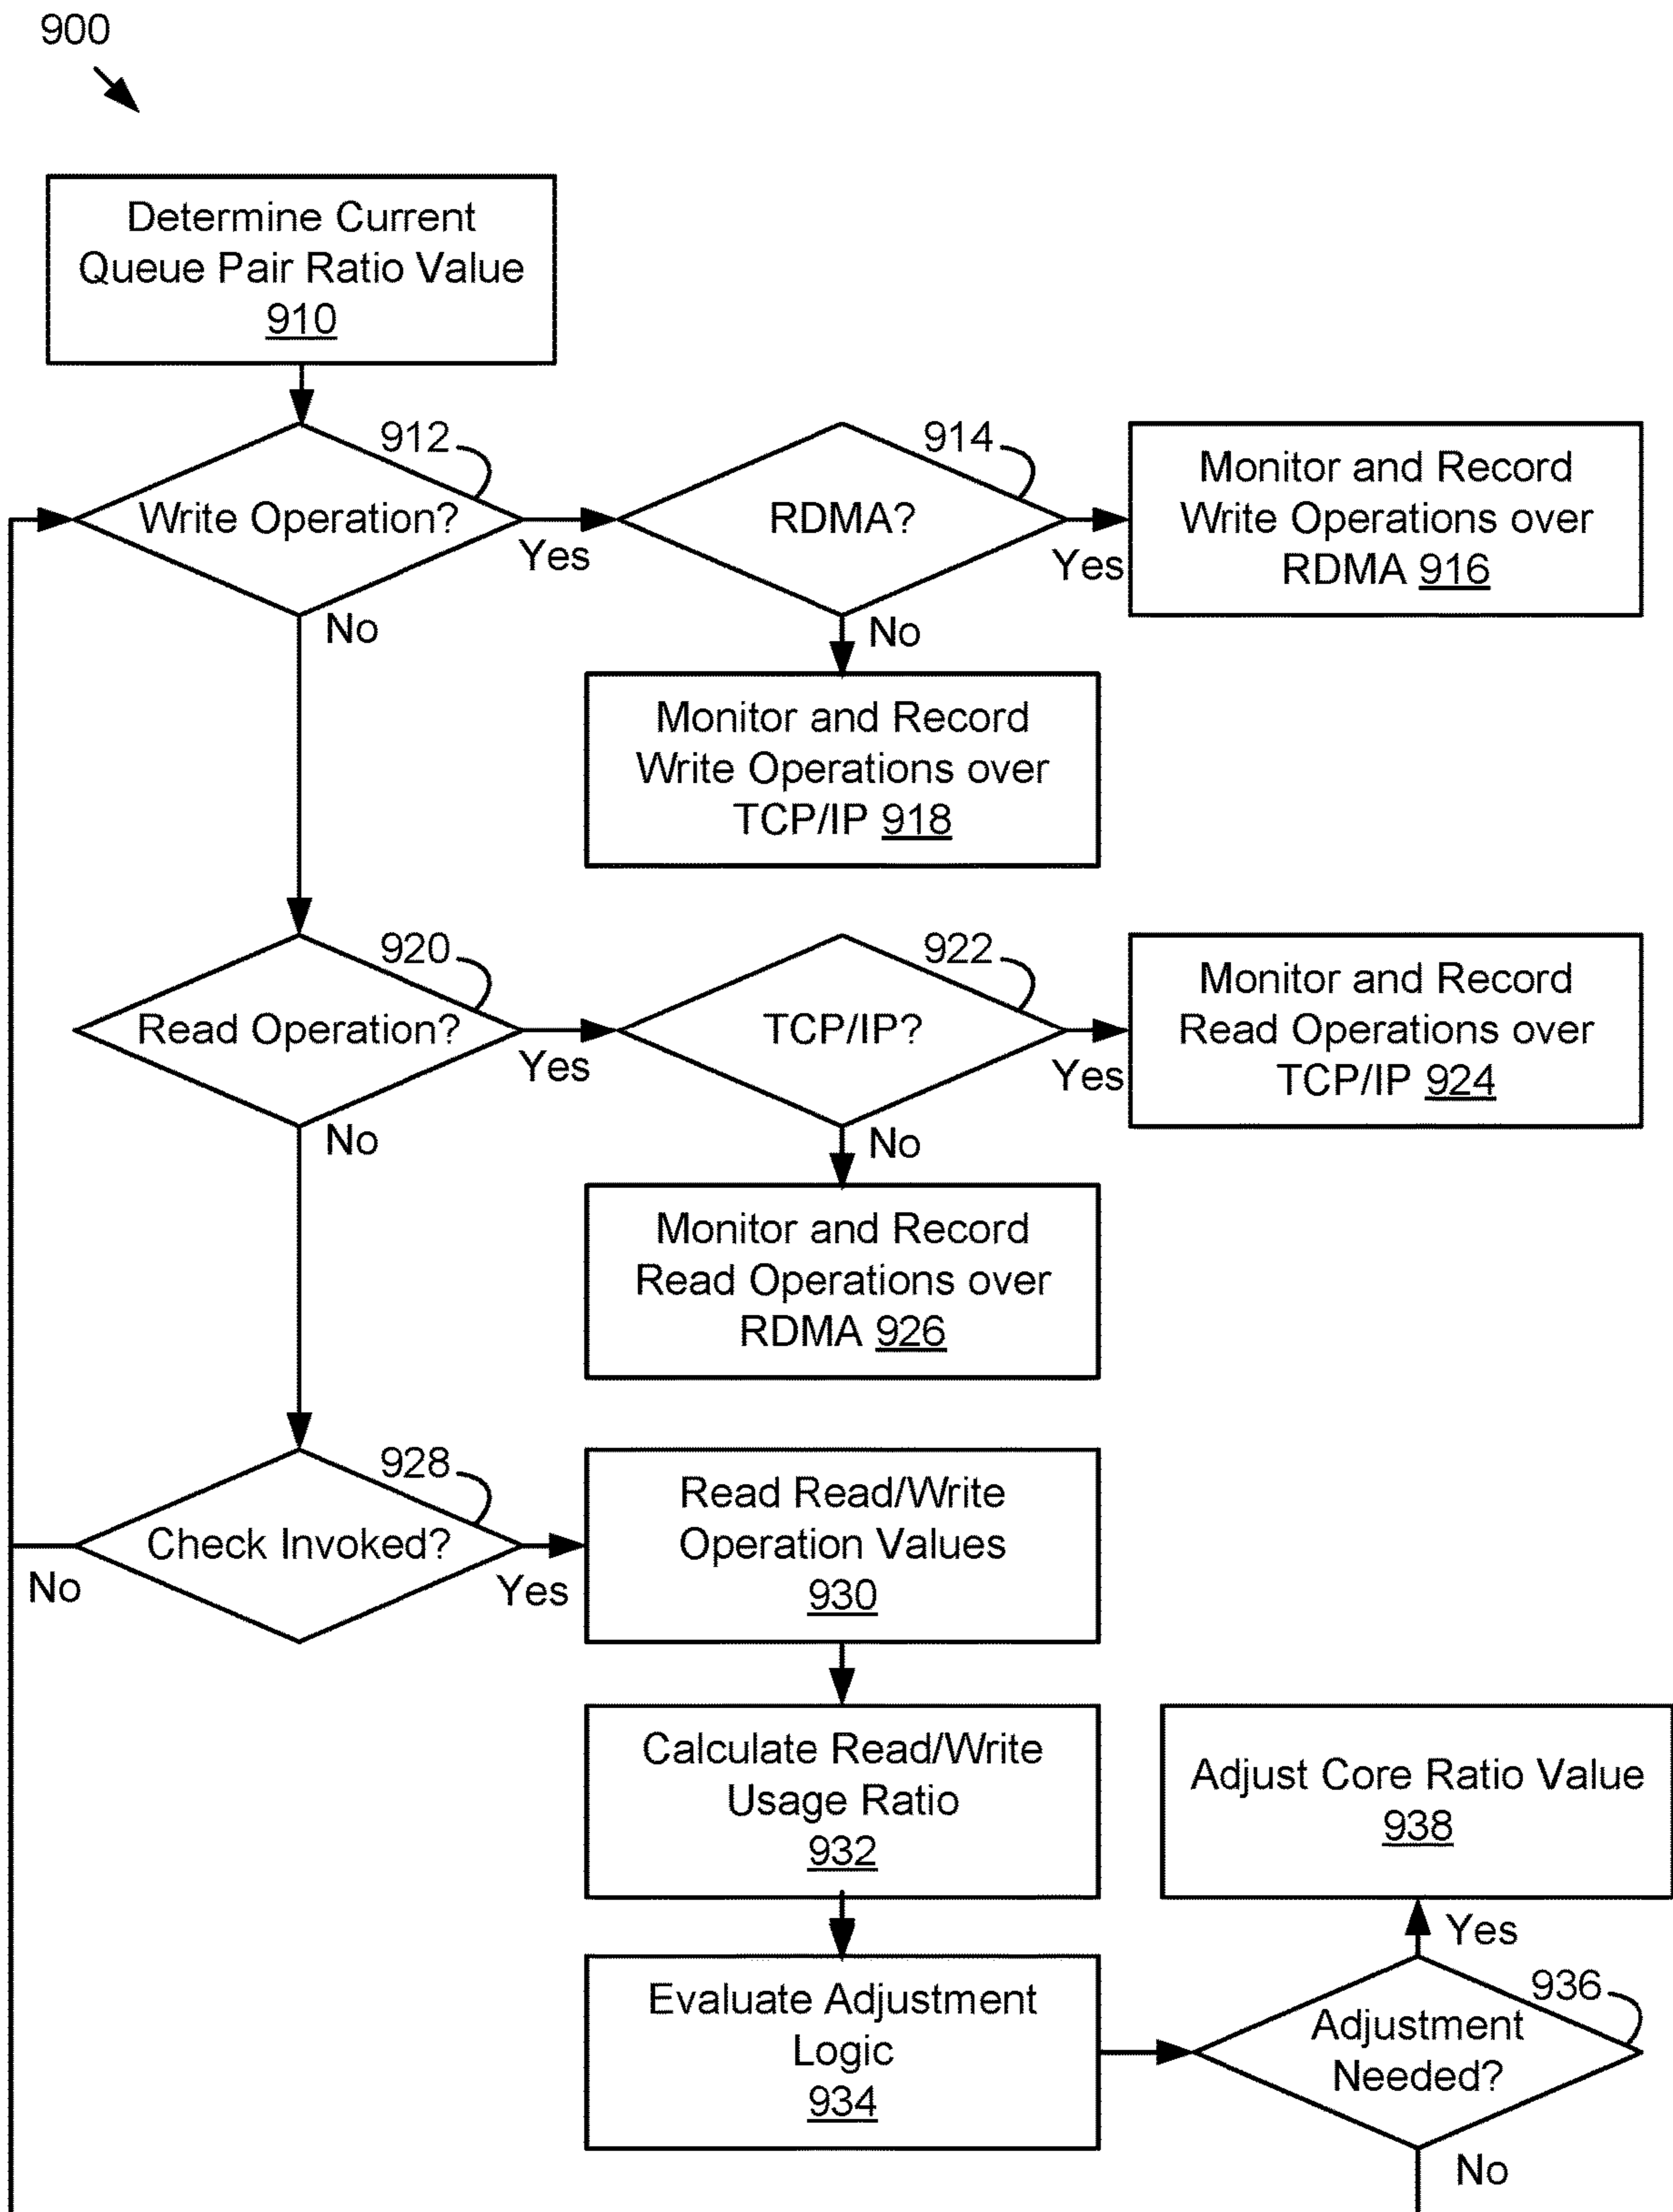 900
Determine Current
Queue Pair Ratio Value
910
912
Write Operation?
Yes
No
914
RDMA?
Yes
No
Monitor and Record
Write Operations over
RDMA 916
Monitor and Record
Write Operations over
TCP/IP 918
920
Read Operation?
Yes
No
922
TCP/IP?
Yes
No
Monitor and Record
Read Operations over
TCP/IP 924
Monitor and Record
Read Operations over
RDMA 926
928
Check Invoked?
No
Yes
Read Read/Write
Operation Values
930
Calculate Read/Write
Usage Ratio
932
Adjust Core Ratio Value
938
Yes
Evaluate Adjustment
Logic
934
936
Adjustment
Needed?
No